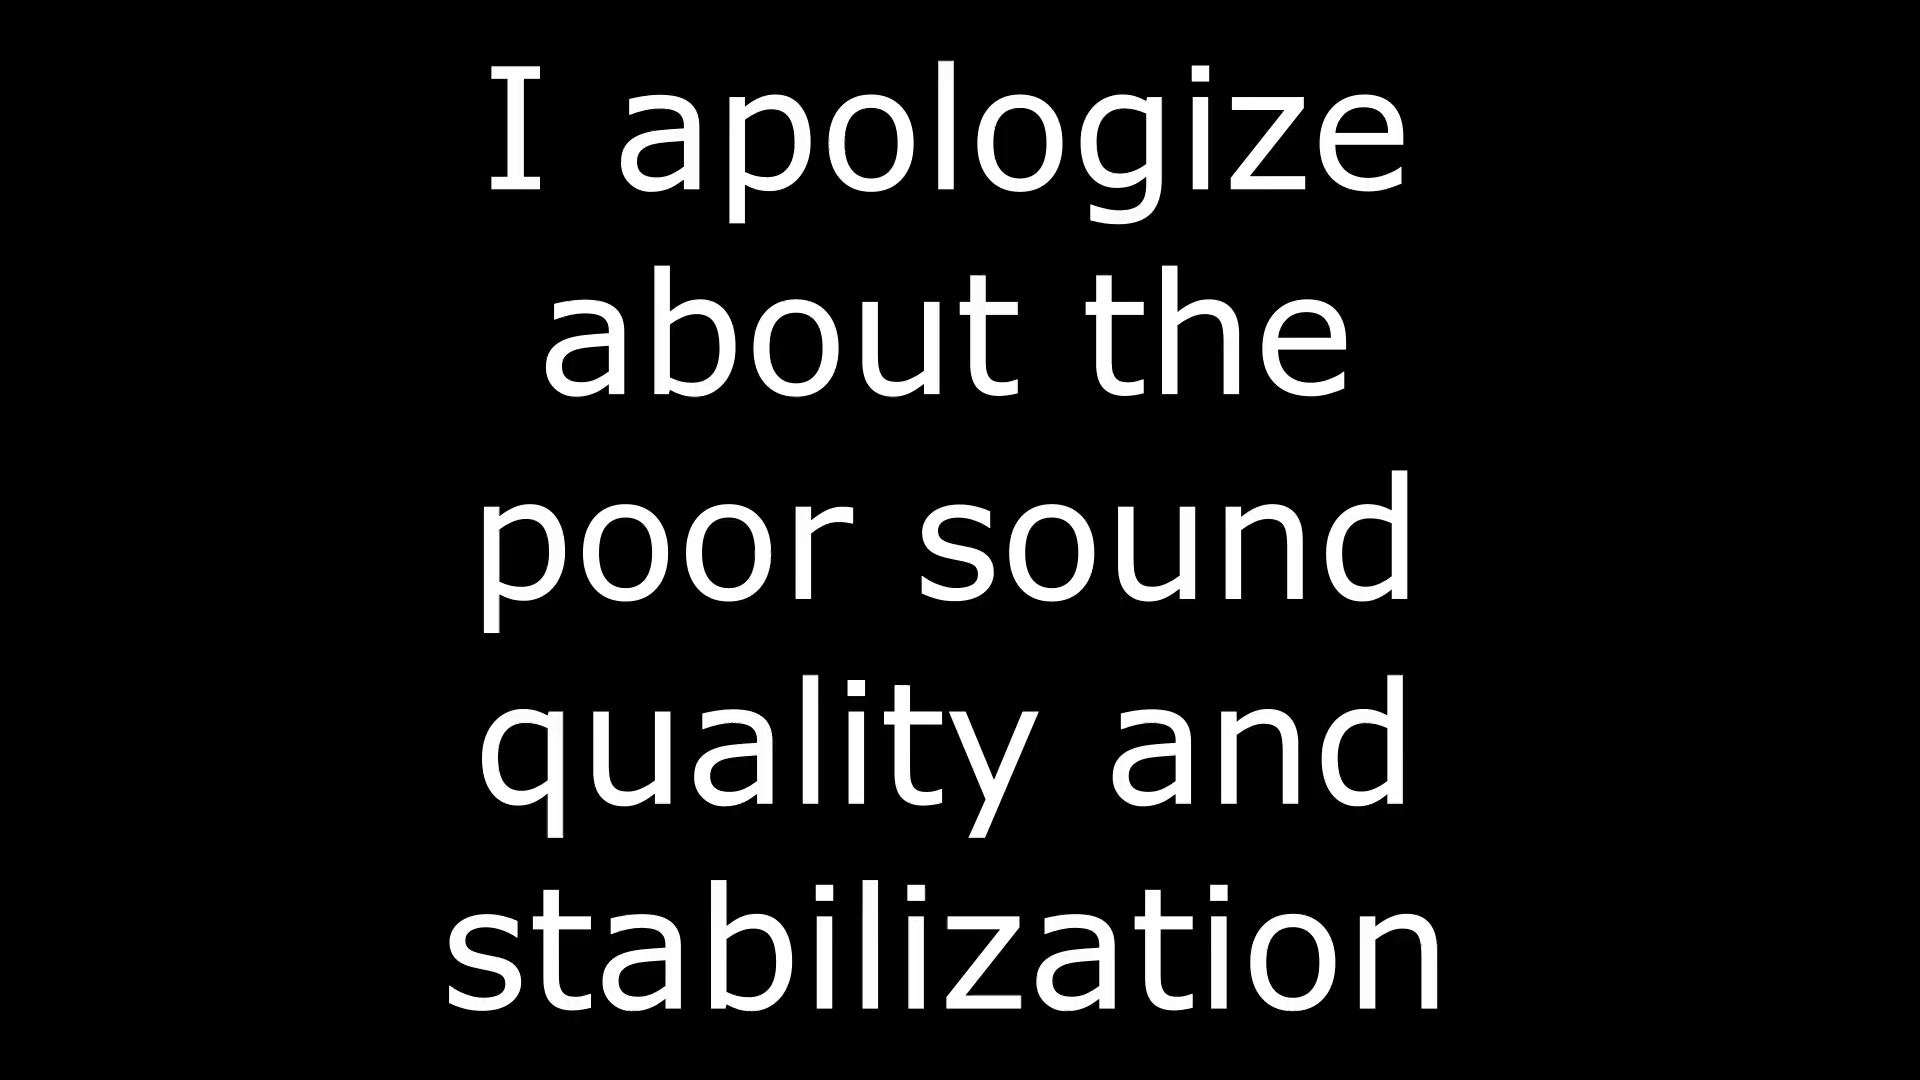 I apologize
about the
poor sound
quality and
stabilization